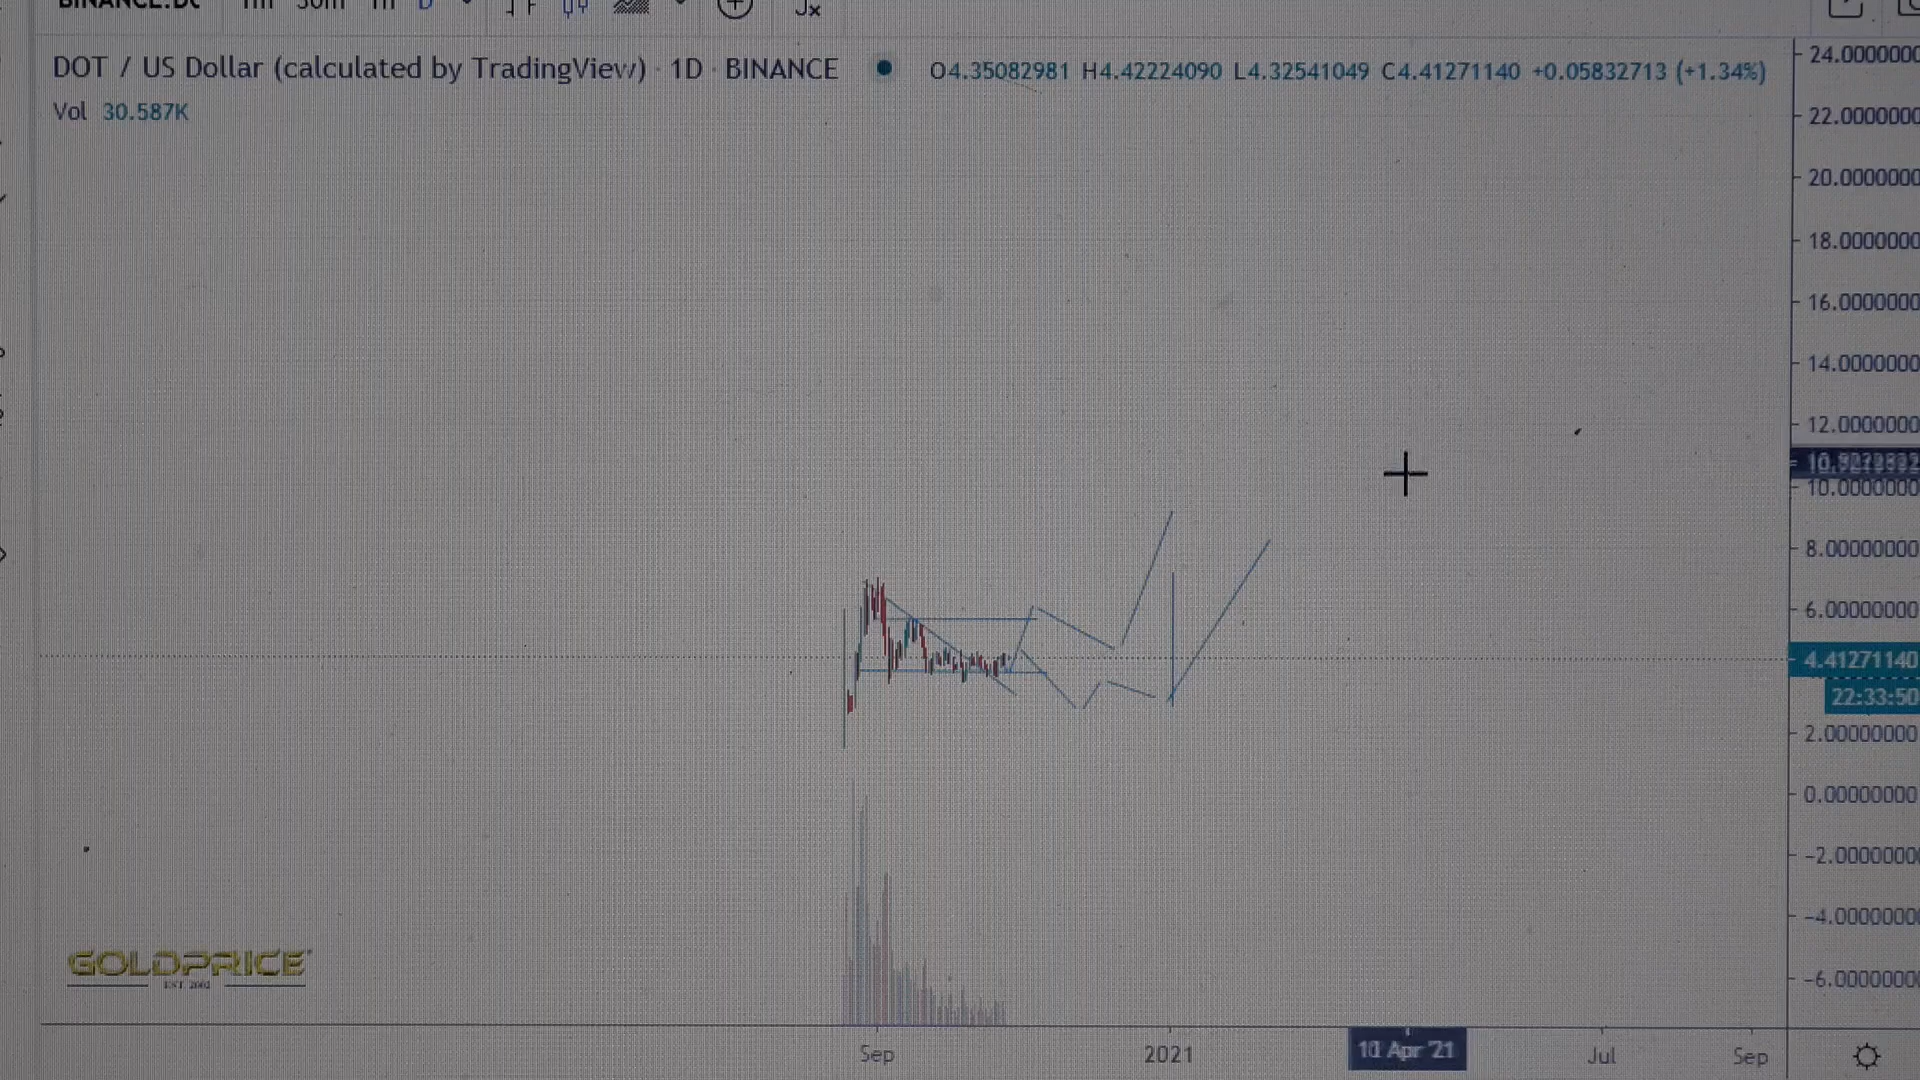 30m
D
DOT / US Dollar (calculated by TradingView) · 1D · BINANCE
O4.35082981 H4.42224090 L4.32541049 C4.41271140 +0.05832713 (+1.34%)
Vol 30.587K
24.0000000
22.0000000
20.0000000
18.0000000
16.0000000
14.0000000
12.0000000
10.0000000
8.00000000
6.00000000
4.41271140
22:33:50
2.00000000
0.00000000
-2.0000000
-4.0000000
-6.0000000
GOLDPRICE
EST. 2002
Sep
2021
Apr '21
Jul
Sep